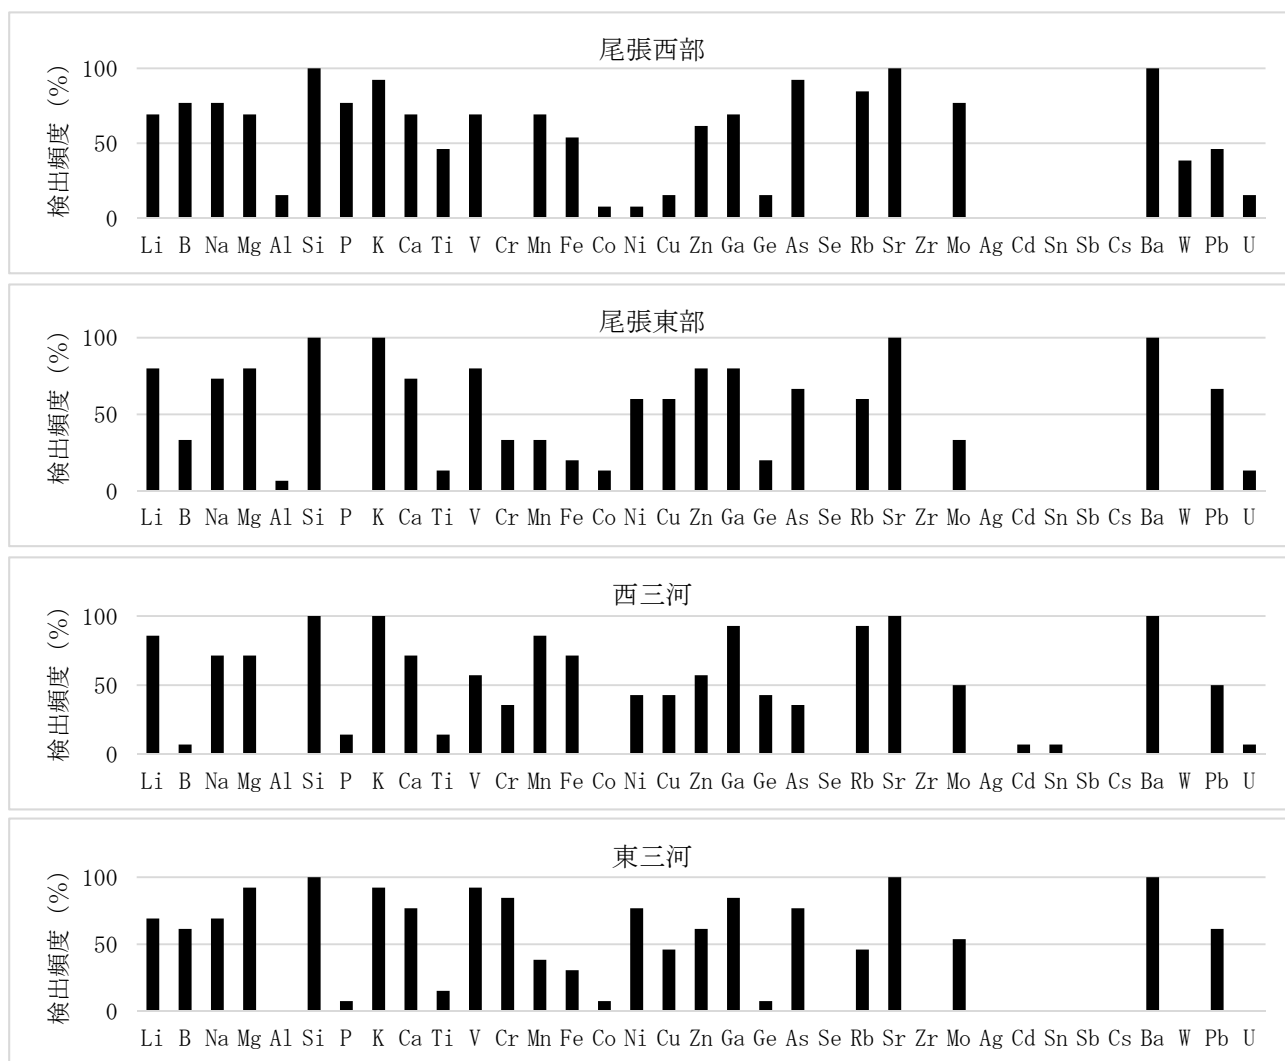 尾張西部
検出頻度 (%)
100
50
0
Li B Na Mg Al Si P K Ca Ti V Cr Mn Fe Co Ni Cu Zn Ga Ge As Se Rb Sr Zr Mo Ag Cd Sn Sb Cs Ba W Pb U
尾張東部
検出頻度 (%)
100
50
0
Li B Na Mg Al Si P K Ca Ti V Cr Mn Fe Co Ni Cu Zn Ga Ge As Se Rb Sr Zr Mo Ag Cd Sn Sb Cs Ba W Pb U
西三河
検出頻度 (%)
100
50
0
Li B Na Mg Al Si P K Ca Ti V Cr Mn Fe Co Ni Cu Zn Ga Ge As Se Rb Sr Zr Mo Ag Cd Sn Sb Cs Ba W Pb U
東三河
検出頻度 (%)
100
50
0
Li B Na Mg Al Si P K Ca Ti V Cr Mn Fe Co Ni Cu Zn Ga Ge As Se Rb Sr Zr Mo Ag Cd Sn Sb Cs Ba W Pb U